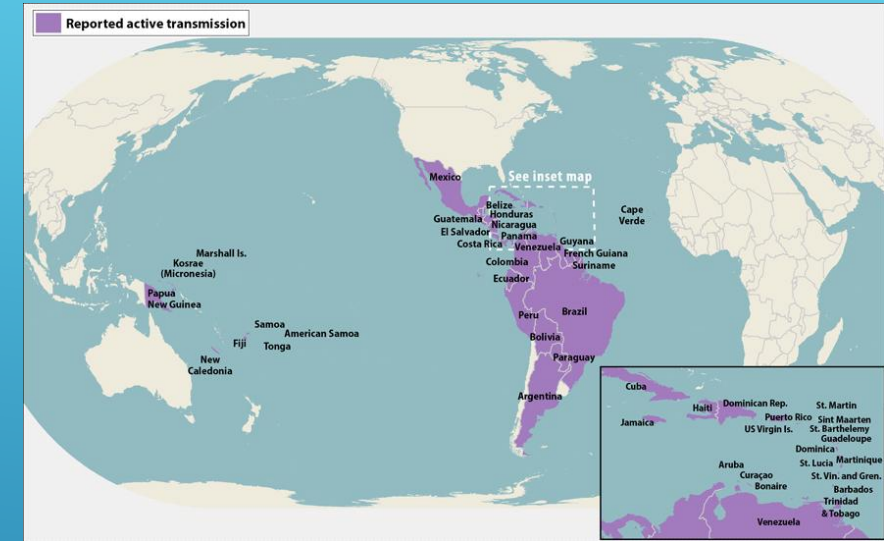 Reported active transmission
See inset map
Mexico
Belize
Honduras
Guatemala
Nicaragua
El Salvador
Panama
Costa Rica
Venezuela
Guyana
French Guiana
Suriname
Colombia
Ecuador
Peru
Brazil
Bolivia
Paraguay
Argentina
Cape
Verde
Marshall Is.
Kosrae
(Micronesia)
Papua
New Guinea
Samoa
American Samoa
Fiji
Tonga
New
Caledonia
Cuba
Haiti
Dominican Rep.
St. Martin
Jamaica
Puerto Rico
Sint Maarten
US Virgin Is.
St. Barthelemy
Guadeloupe
Dominica
Martinique
St. Lucia
Aruba
Curaçao
Bonaire
St. Vin. and Gren.
Barbados
Trinidad
& Tobago
Venezuela